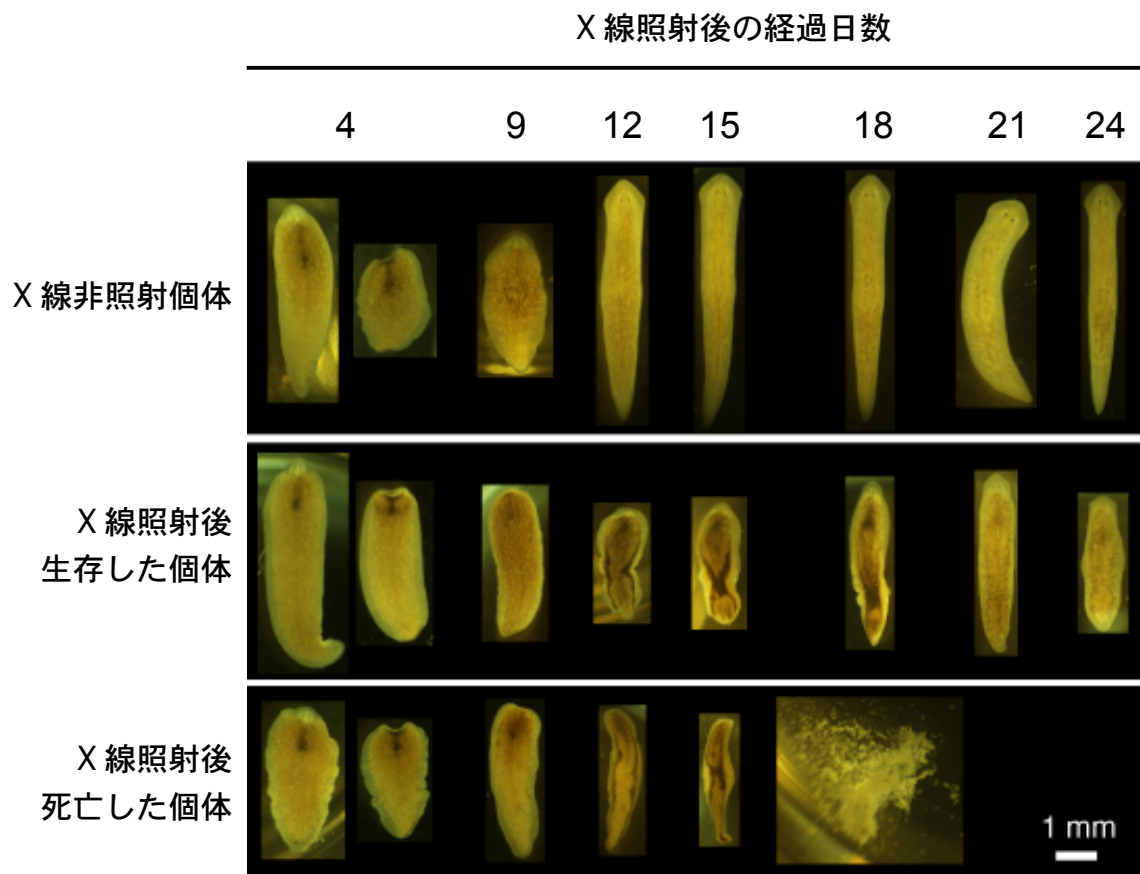 X 線照射後の経過日数
4 9 12 15 18 21 24
X 線非照射個体
X 線照射後
生存した個体
X 線照射後
死亡した個体
1 mm